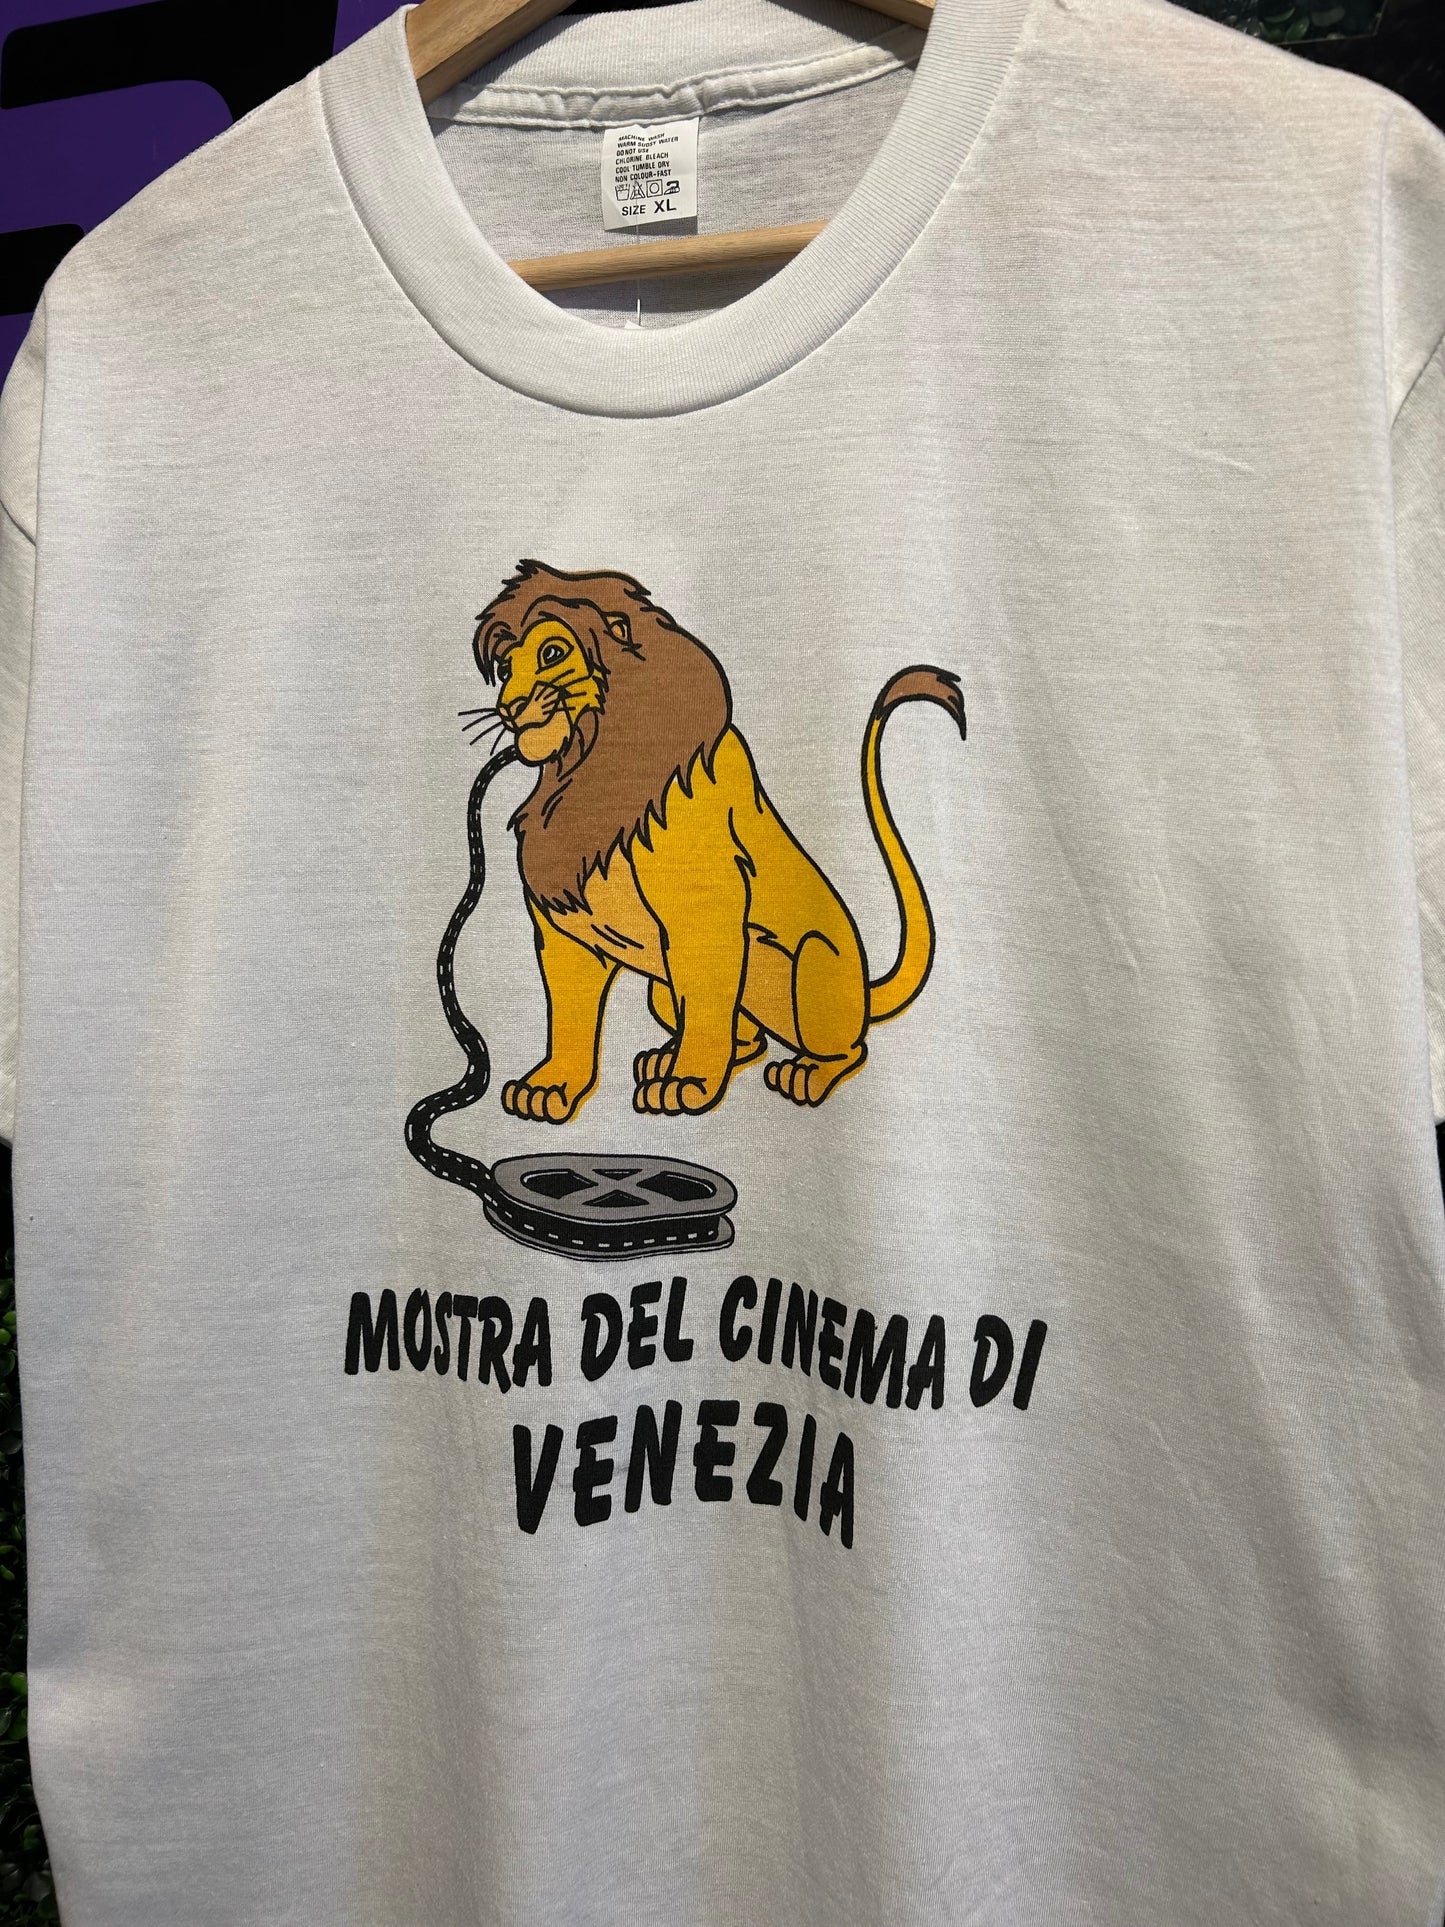 MACHINE WASH
WARM SUDSY WATER
DO NOT USE
CHLORINE BLEACH
COOL TUMBLE DRY
NON COLOUR-FAST
SIZE XL
MOSTRA DEL CINEMA DI
VENEZIA